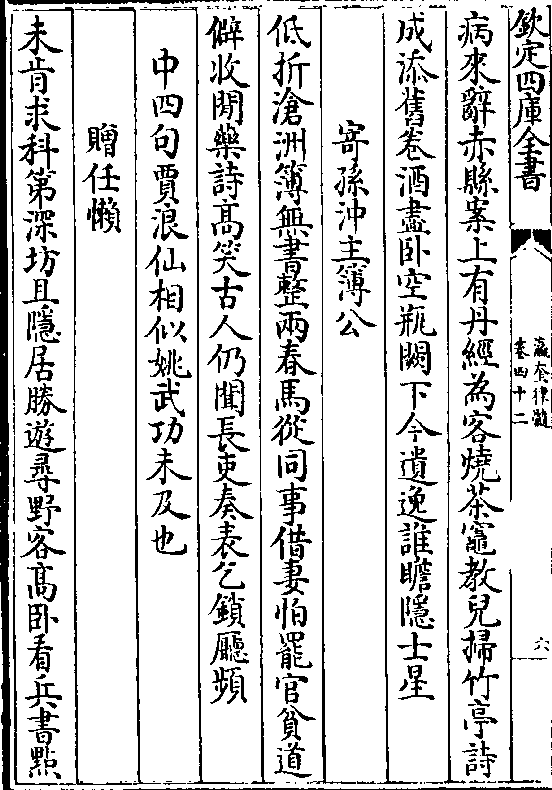 欽定四庫全書
瀛奎律髓
卷四十二
六
病來辭赤縣案上有丹經為客燒茶竈教兒掃竹亭詩
成添舊卷酒盡臥空瓶闕下今遺逸誰瞻隱士星
寄孫沖主簿公
低折滄洲簿無書整兩春馬從同事借妻怕罷官貧道
僻收閒藥詩高笑古人仍聞長吏奏表乞鎖廳頻
中四句賈浪仙相似姚武功未及也
贈任懶
未肯求科第深坊且隱居勝遊尋野客高臥看兵書點